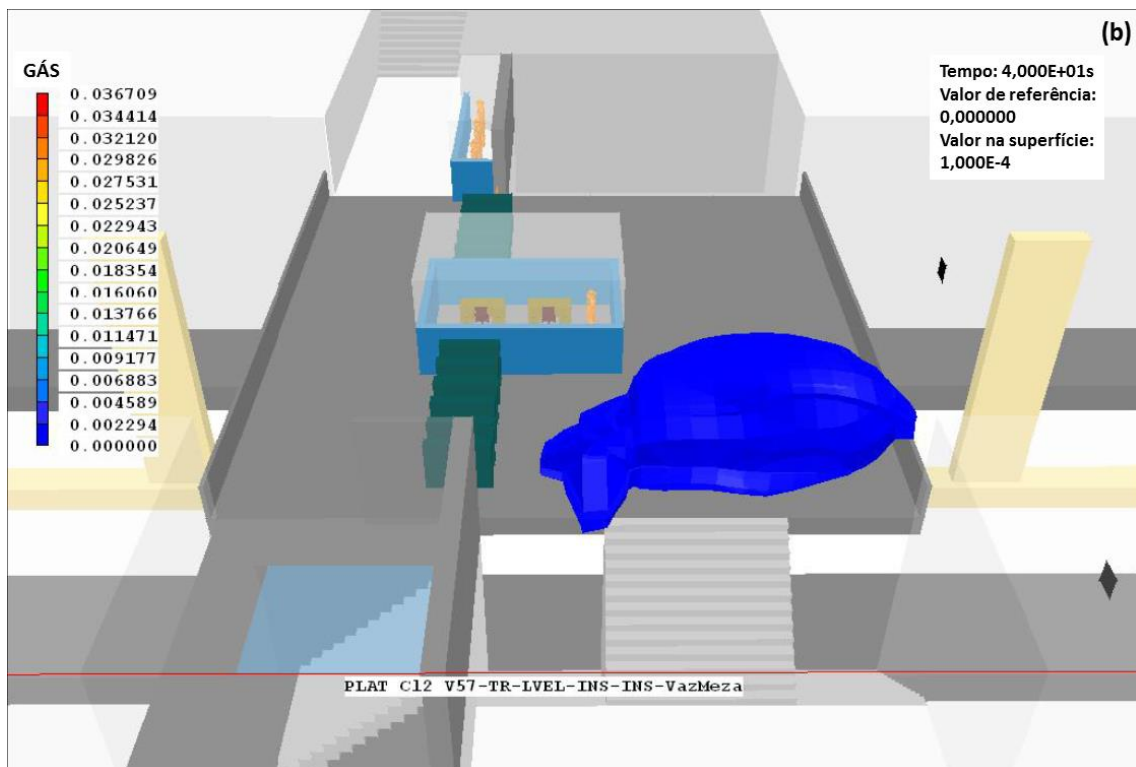 (b)
GÁS
0.036709
0.034414
0.032120
0.029826
0.027531
0.025237
0.022943
0.020649
0.018354
0.016060
0.013766
0.011471
0.009177
0.006883
0.004589
0.002294
0.000000
Tempo: 4,000E+01s
Valor de referência:
0,000000
Valor na superfície:
1,000E-4
PLAT Cl2 V57-TR-LVEL-INS-INS-VazMeza